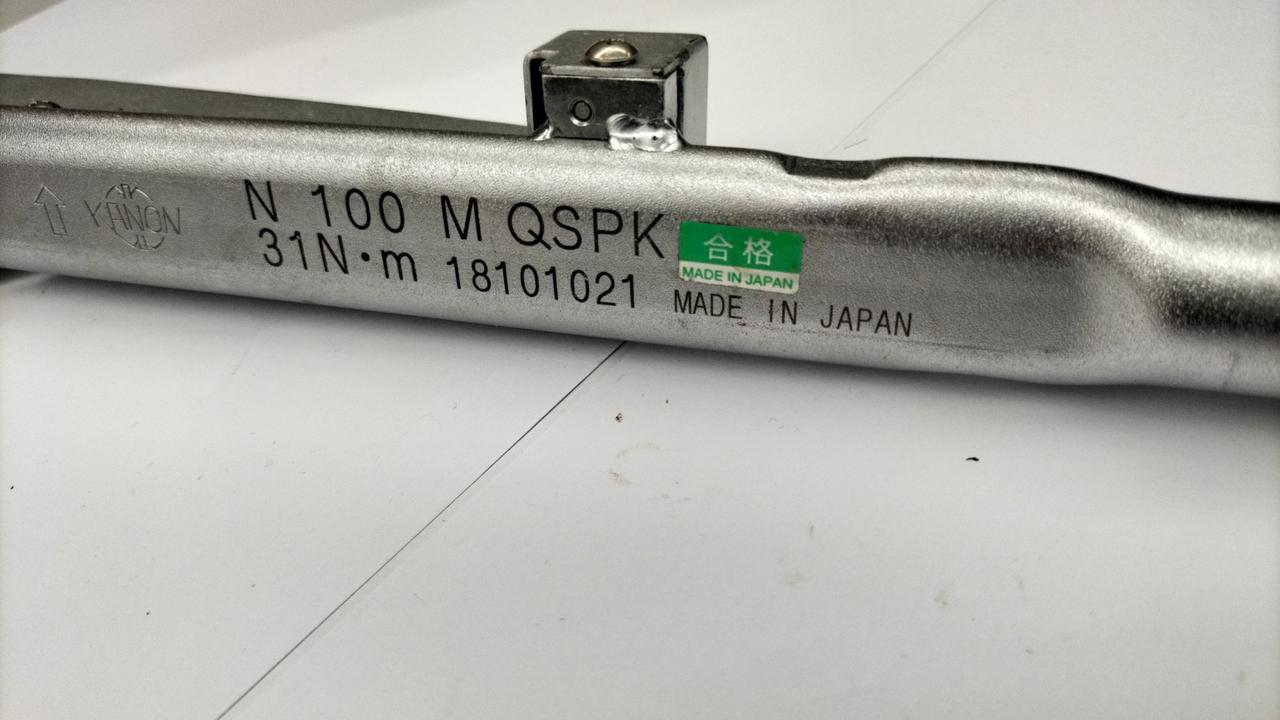 KANON
N 100 M QSPK
31N·m 18101021
合格
MADE IN JAPAN
MADE IN JAPAN